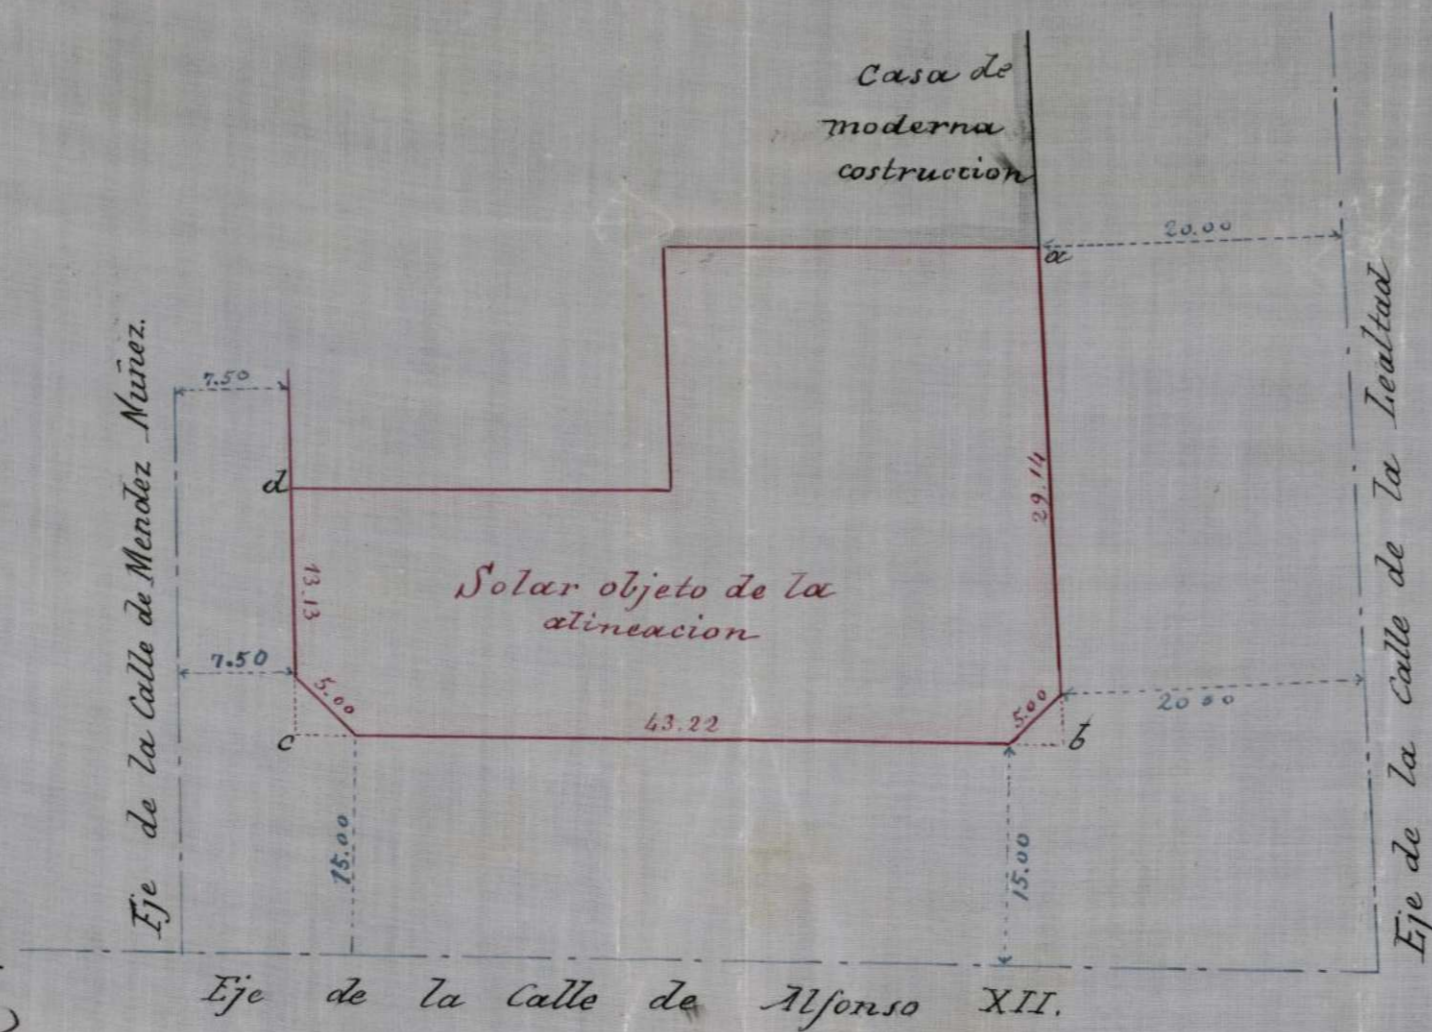 Casa de
moderna
costruccion
20.00
a
Eje de la Calle de la Lealtad
7.50
Eje de la Calle de Mendez Nuñez.
d
29.14
13.13
Solar objeto de la
alineacion
7.50
5.00
5.00
20 00
43.22
c
b
15.00
15.00
Eje de la Calle de Alfonso XII.